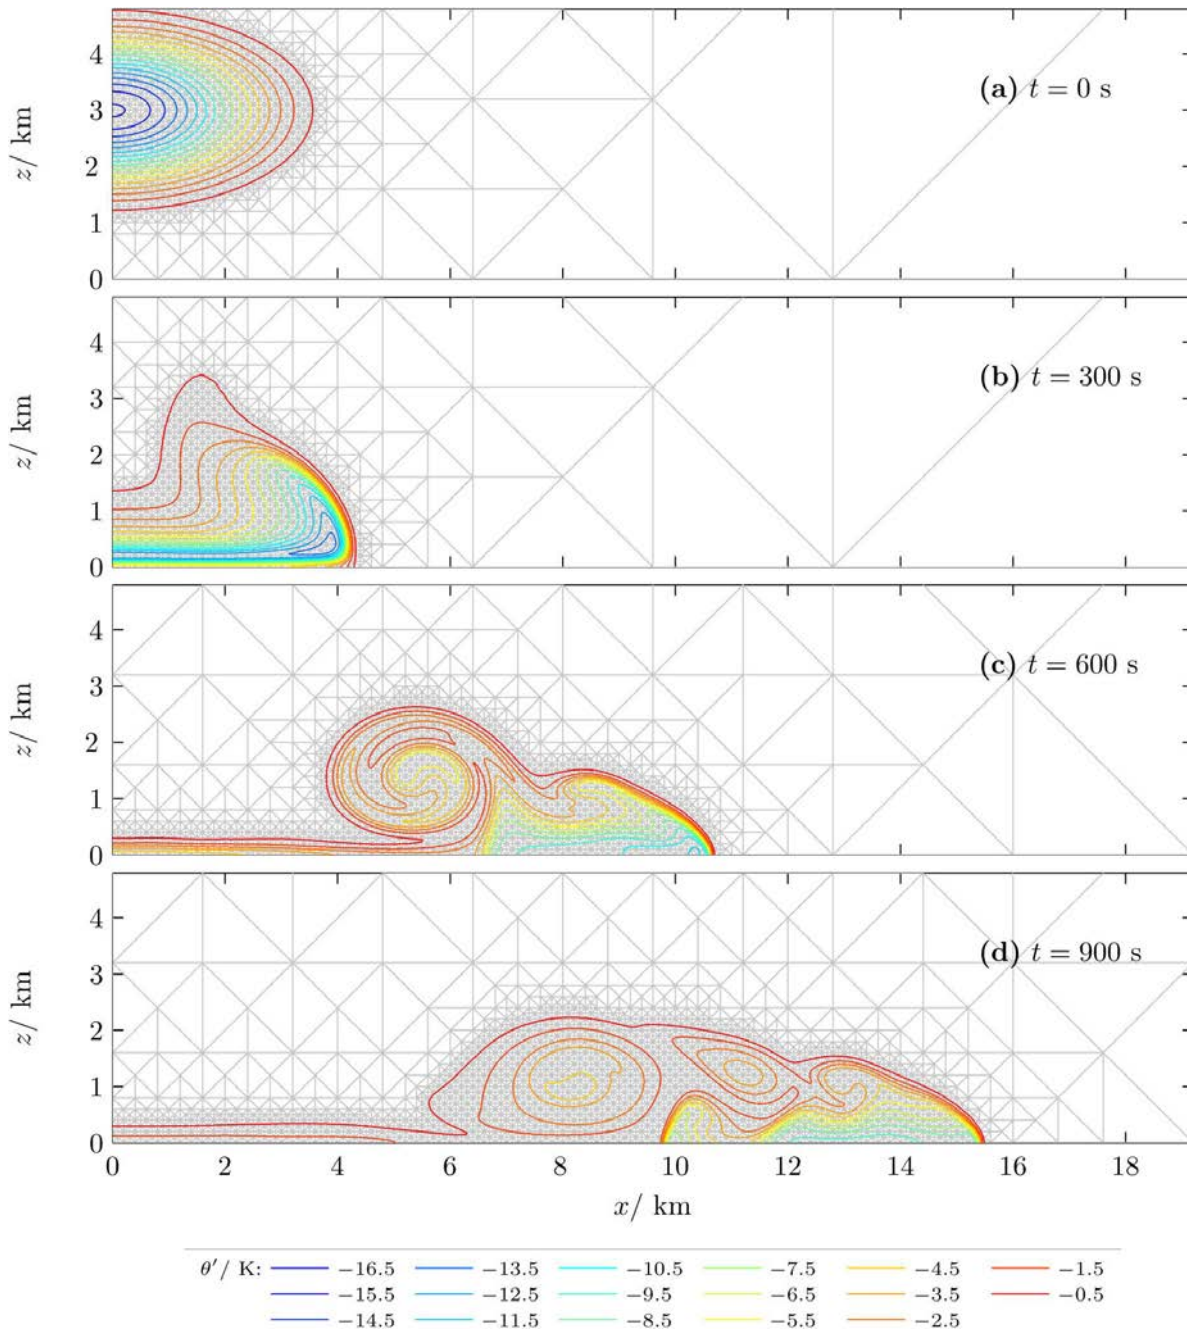 4
3
2
1
0
z/ km
(a) t = 0 s
4
3
2
1
0
z/ km
(b) t = 300 s
4
3
2
1
0
z/ km
(c) t = 600 s
4
3
2
1
0
z/ km
(d) t = 900 s
0 2 4 6 8 10 12 14 16 18
x/ km
θ′/ K: −16.5 −13.5 −10.5 −7.5 −4.5 −1.5
−15.5 −12.5 −9.5 −6.5 −3.5 −0.5
−14.5 −11.5 −8.5 −5.5 −2.5